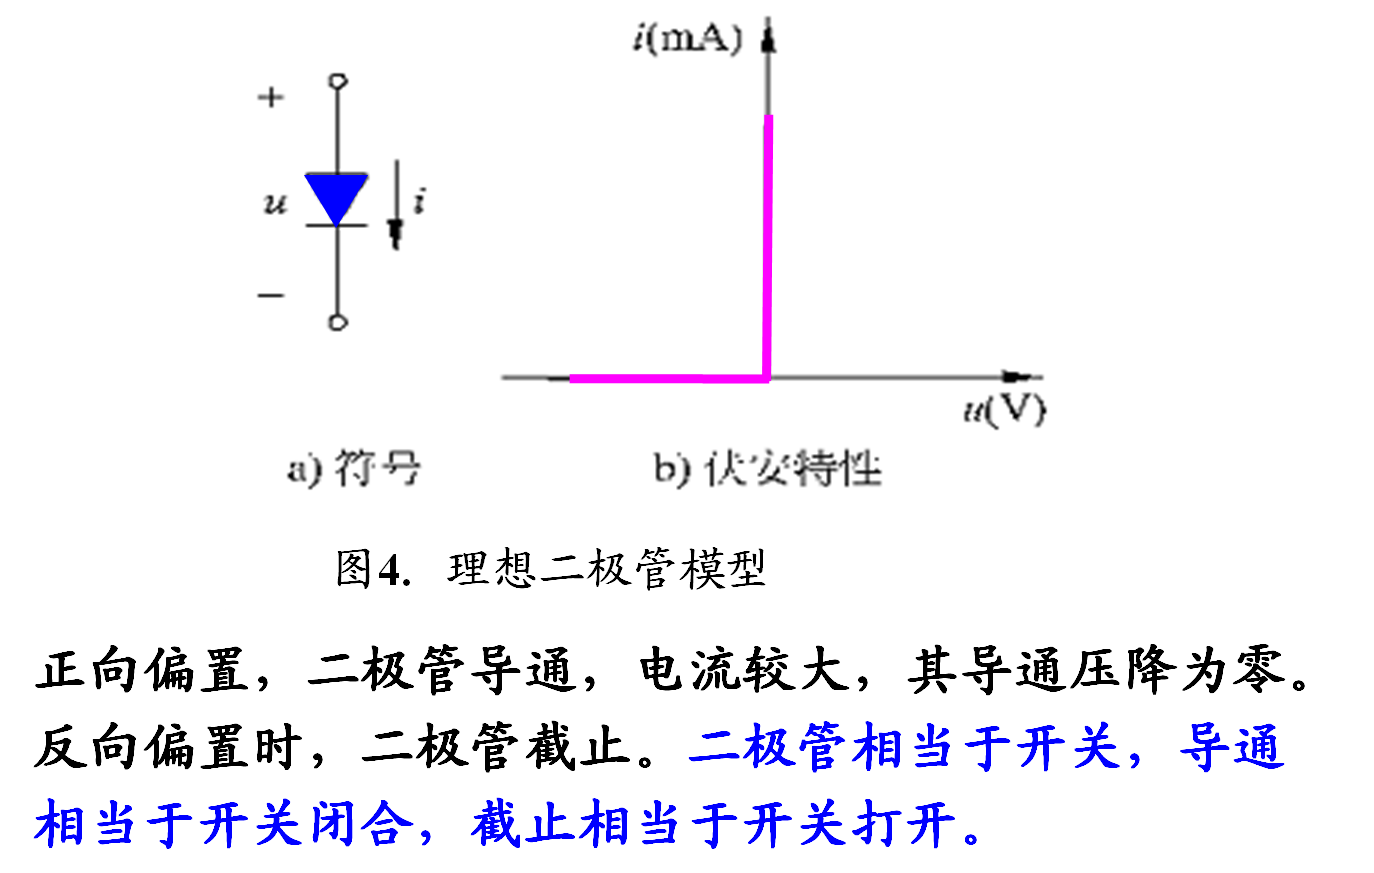 i(mA)
+
u
i
−
u(V)
a) 符号
b) 伏安特性
图4. 理想二极管模型
正向偏置，二极管导通，电流较大，其导通压降为零。
反向偏置时，二极管截止。二极管相当于开关，导通
相当于开关闭合，截止相当于开关打开。